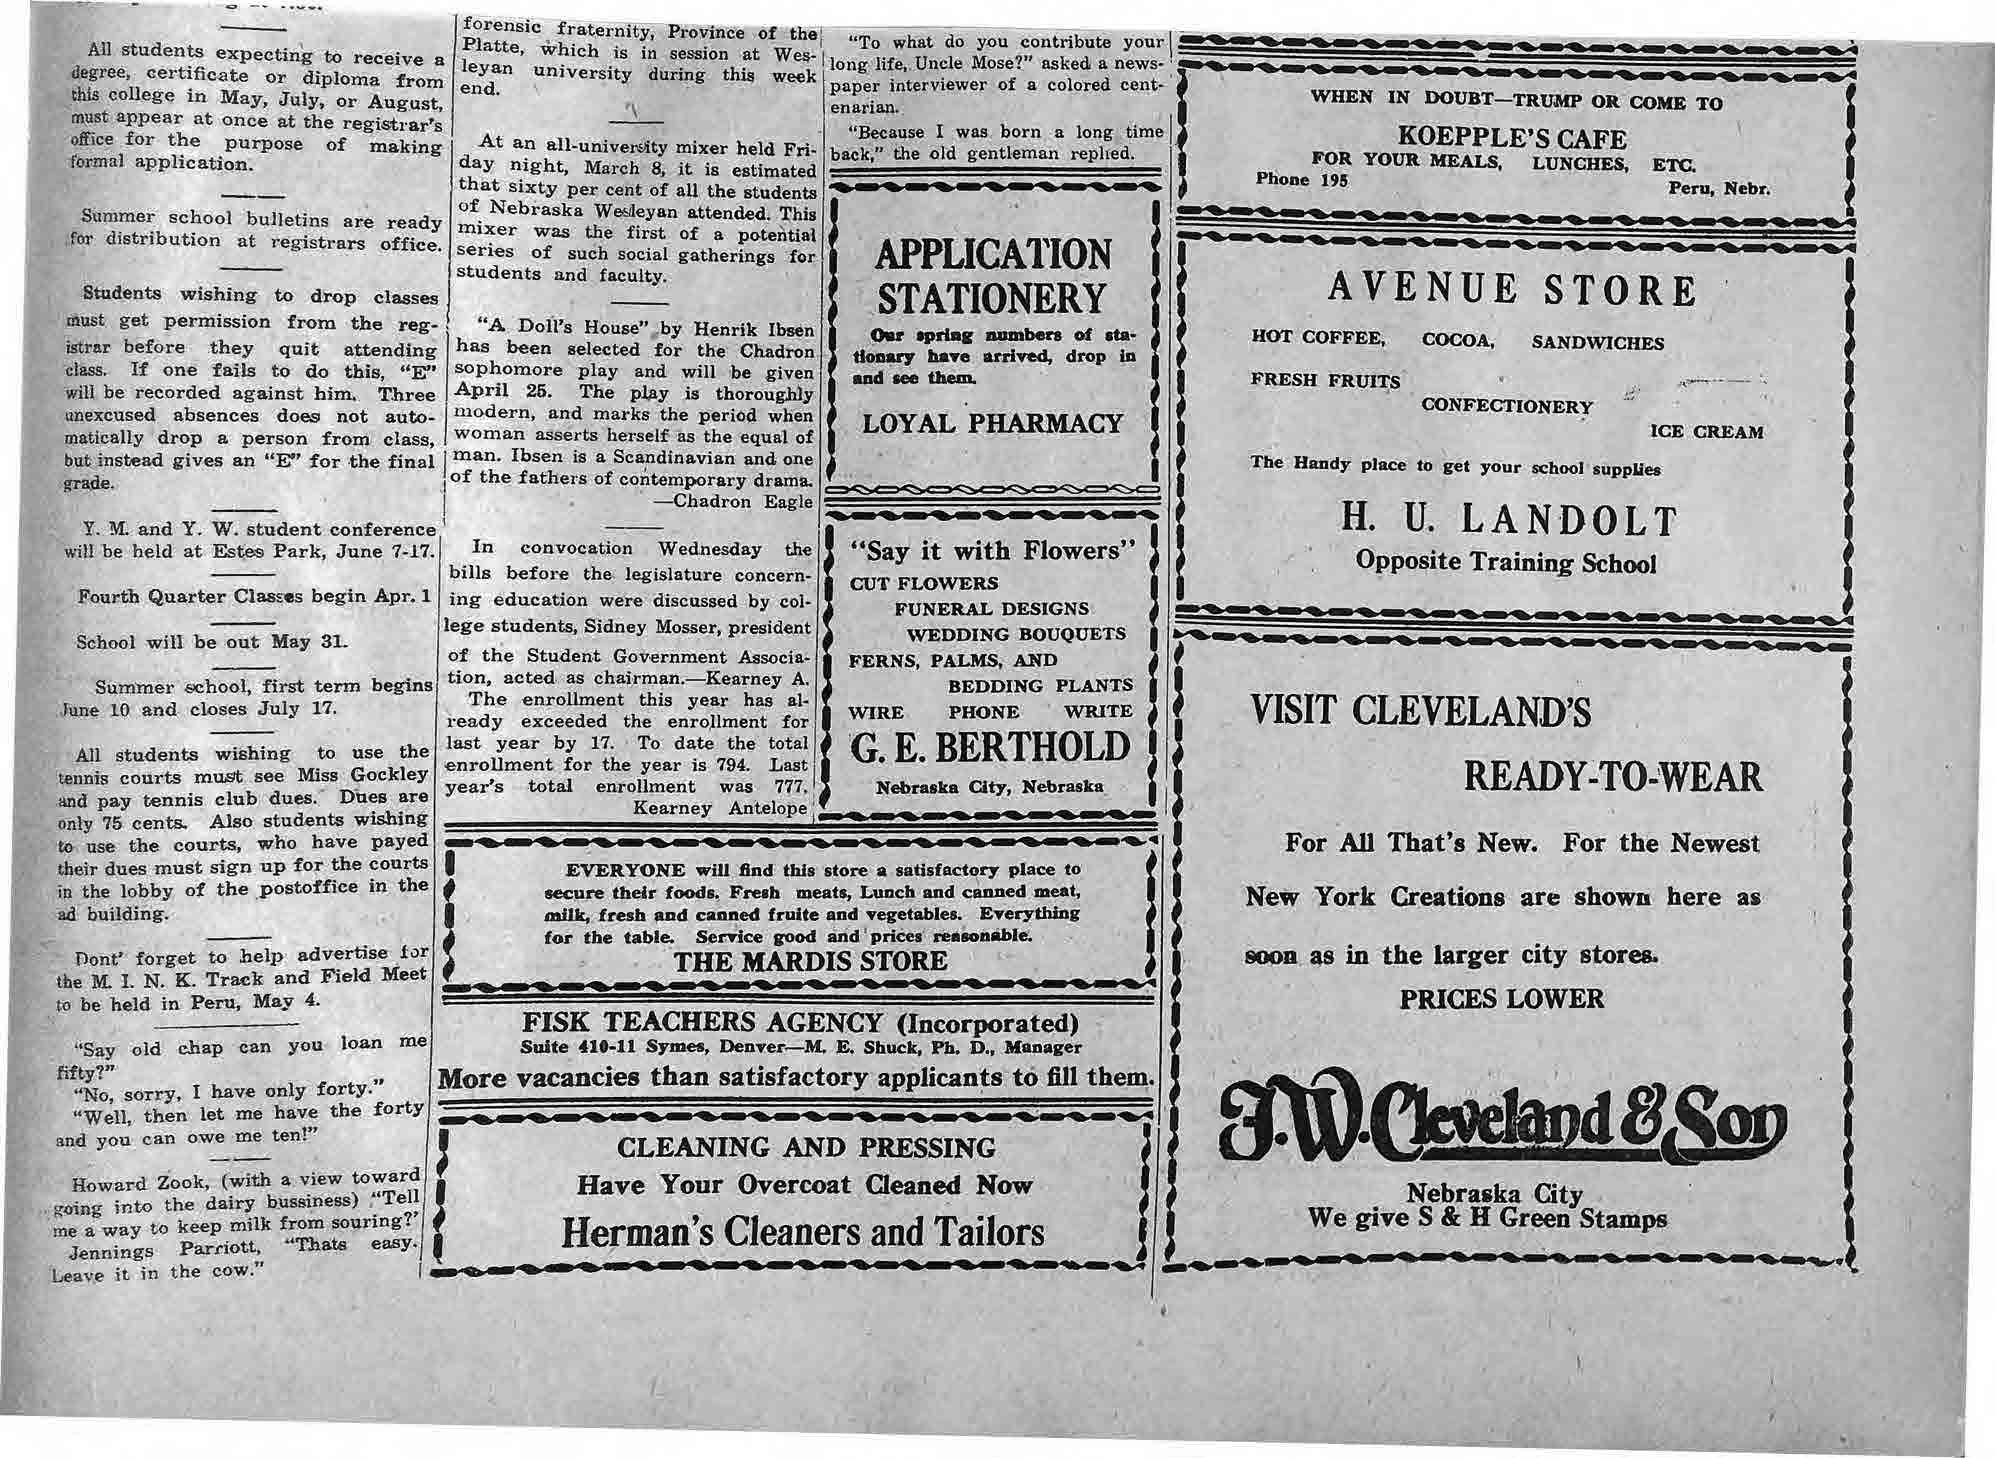 All students expecting to receive a
degree, certificate or diploma from
this college in May, July, or August,
must appear at once at the registrar's
office for the purpose of making
formal application.
Summer school bulletins are ready
for distribution at registrars office.
Students wishing to drop classes
must get permission from the reg-
istrar before they quit attending
class. If one fails to do this, "E"
will be recorded against him. Three
unexcused absences does not auto-
matically drop a person from class,
but instead gives an "E" for the final
grade.
Y. M. and Y. W. student conference
will be held at Estes Park, June 7-17.
Fourth Quarter Classes begin Apr. 1
School will be out May 31.
Summer school, first term begins
June 10 and closes July 17.
All students wishing to use the
tennis courts must see Miss Gockley
and pay tennis club dues. Dues are
only 75 cents. Also students wishing
to use the courts, who have payed
their dues must sign up for the courts
in the lobby of the postoffice in the
ad building.
Dont' forget to help advertise for
the M. I. N. K. Track and Field Meet
to be held in Peru, May 4.
"Say old chap can you loan me
fifty?"
"No, sorry, I have only forty."
"Well, then let me have the forty
and you can owe me ten!"
Howard Zook, (with a view toward
going into the dairy bussiness) "Tell
me a way to keep milk from souring?'
Jennings Parriott, "Thats easy.
Leave it in the cow."
forensic fraternity, Province of the
Platte, which is in session at Wes-
leyan university during this week
end.
At an all-university mixer held Fri-
day night, March 8, it is estimated
that sixty per cent of all the students
of Nebraska Wesleyan attended. This
mixer was the first of a potential
series of such social gatherings for
students and faculty.
"A Doll's House" by Henrik Ibsen
has been selected for the Chadron
sophomore play and will be given
April 25. The play is thoroughly
modern, and marks the period when
woman asserts herself as the equal of
man. Ibsen is a Scandinavian and one
of the fathers of contemporary drama.
—Chadron Eagle
In convocation Wednesday the
bills before the legislature concern-
ing education were discussed by col-
lege students, Sidney Mosser, president
of the Student Government Associa-
tion, acted as chairman.—Kearney A.
The enrollment this year has al-
ready exceeded the enrollment for
last year by 17. To date the total
enrollment for the year is 794. Last
year's total enrollment was 777.
Kearney Antelope
"To what do you contribute your
long life, Uncle Mose?" asked a news-
paper interviewer of a colored cent-
enarian.
"Because I was born a long time
back," the old gentleman replied.
APPLICATION
STATIONERY
Our spring numbers of sta-
tionary have arrived, drop in
and see them.
LOYAL PHARMACY
"Say it with Flowers"
CUT FLOWERS
FUNERAL DESIGNS
WEDDING BOUQUETS
FERNS, PALMS, AND
BEDDING PLANTS
WIRE PHONE WRITE
G. E. BERTHOLD
Nebraska City, Nebraska
EVERYONE will find this store a satisfactory place to
secure their foods. Fresh meats, Lunch and canned meat,
milk, fresh and canned fruite and vegetables. Everything
for the table. Service good and prices reasonable.
THE MARDIS STORE
FISK TEACHERS AGENCY (Incorporated)
Suite 410-11 Symes, Denver—M. E. Shuck, Ph. D., Manager
More vacancies than satisfactory applicants to fill them.
CLEANING AND PRESSING
Have Your Overcoat Cleaned Now
Herman's Cleaners and Tailors
WHEN IN DOUBT—TRUMP OR COME TO
KOEPPLE'S CAFE
FOR YOUR MEALS, LUNCHES, ETC.
Phone 195 Peru, Nebr.
AVENUE STORE
HOT COFFEE, COCOA, SANDWICHES
FRESH FRUITS
CONFECTIONERY
ICE CREAM
The Handy place to get your school supplies
H. U. LANDOLT
Opposite Training School
VISIT CLEVELAND'S
READY-TO-WEAR
For All That's New. For the Newest
New York Creations are shown here as
soon as in the larger city stores.
PRICES LOWER
J.W. Cleveland & Son
Nebraska City
We give S & H Green Stamps